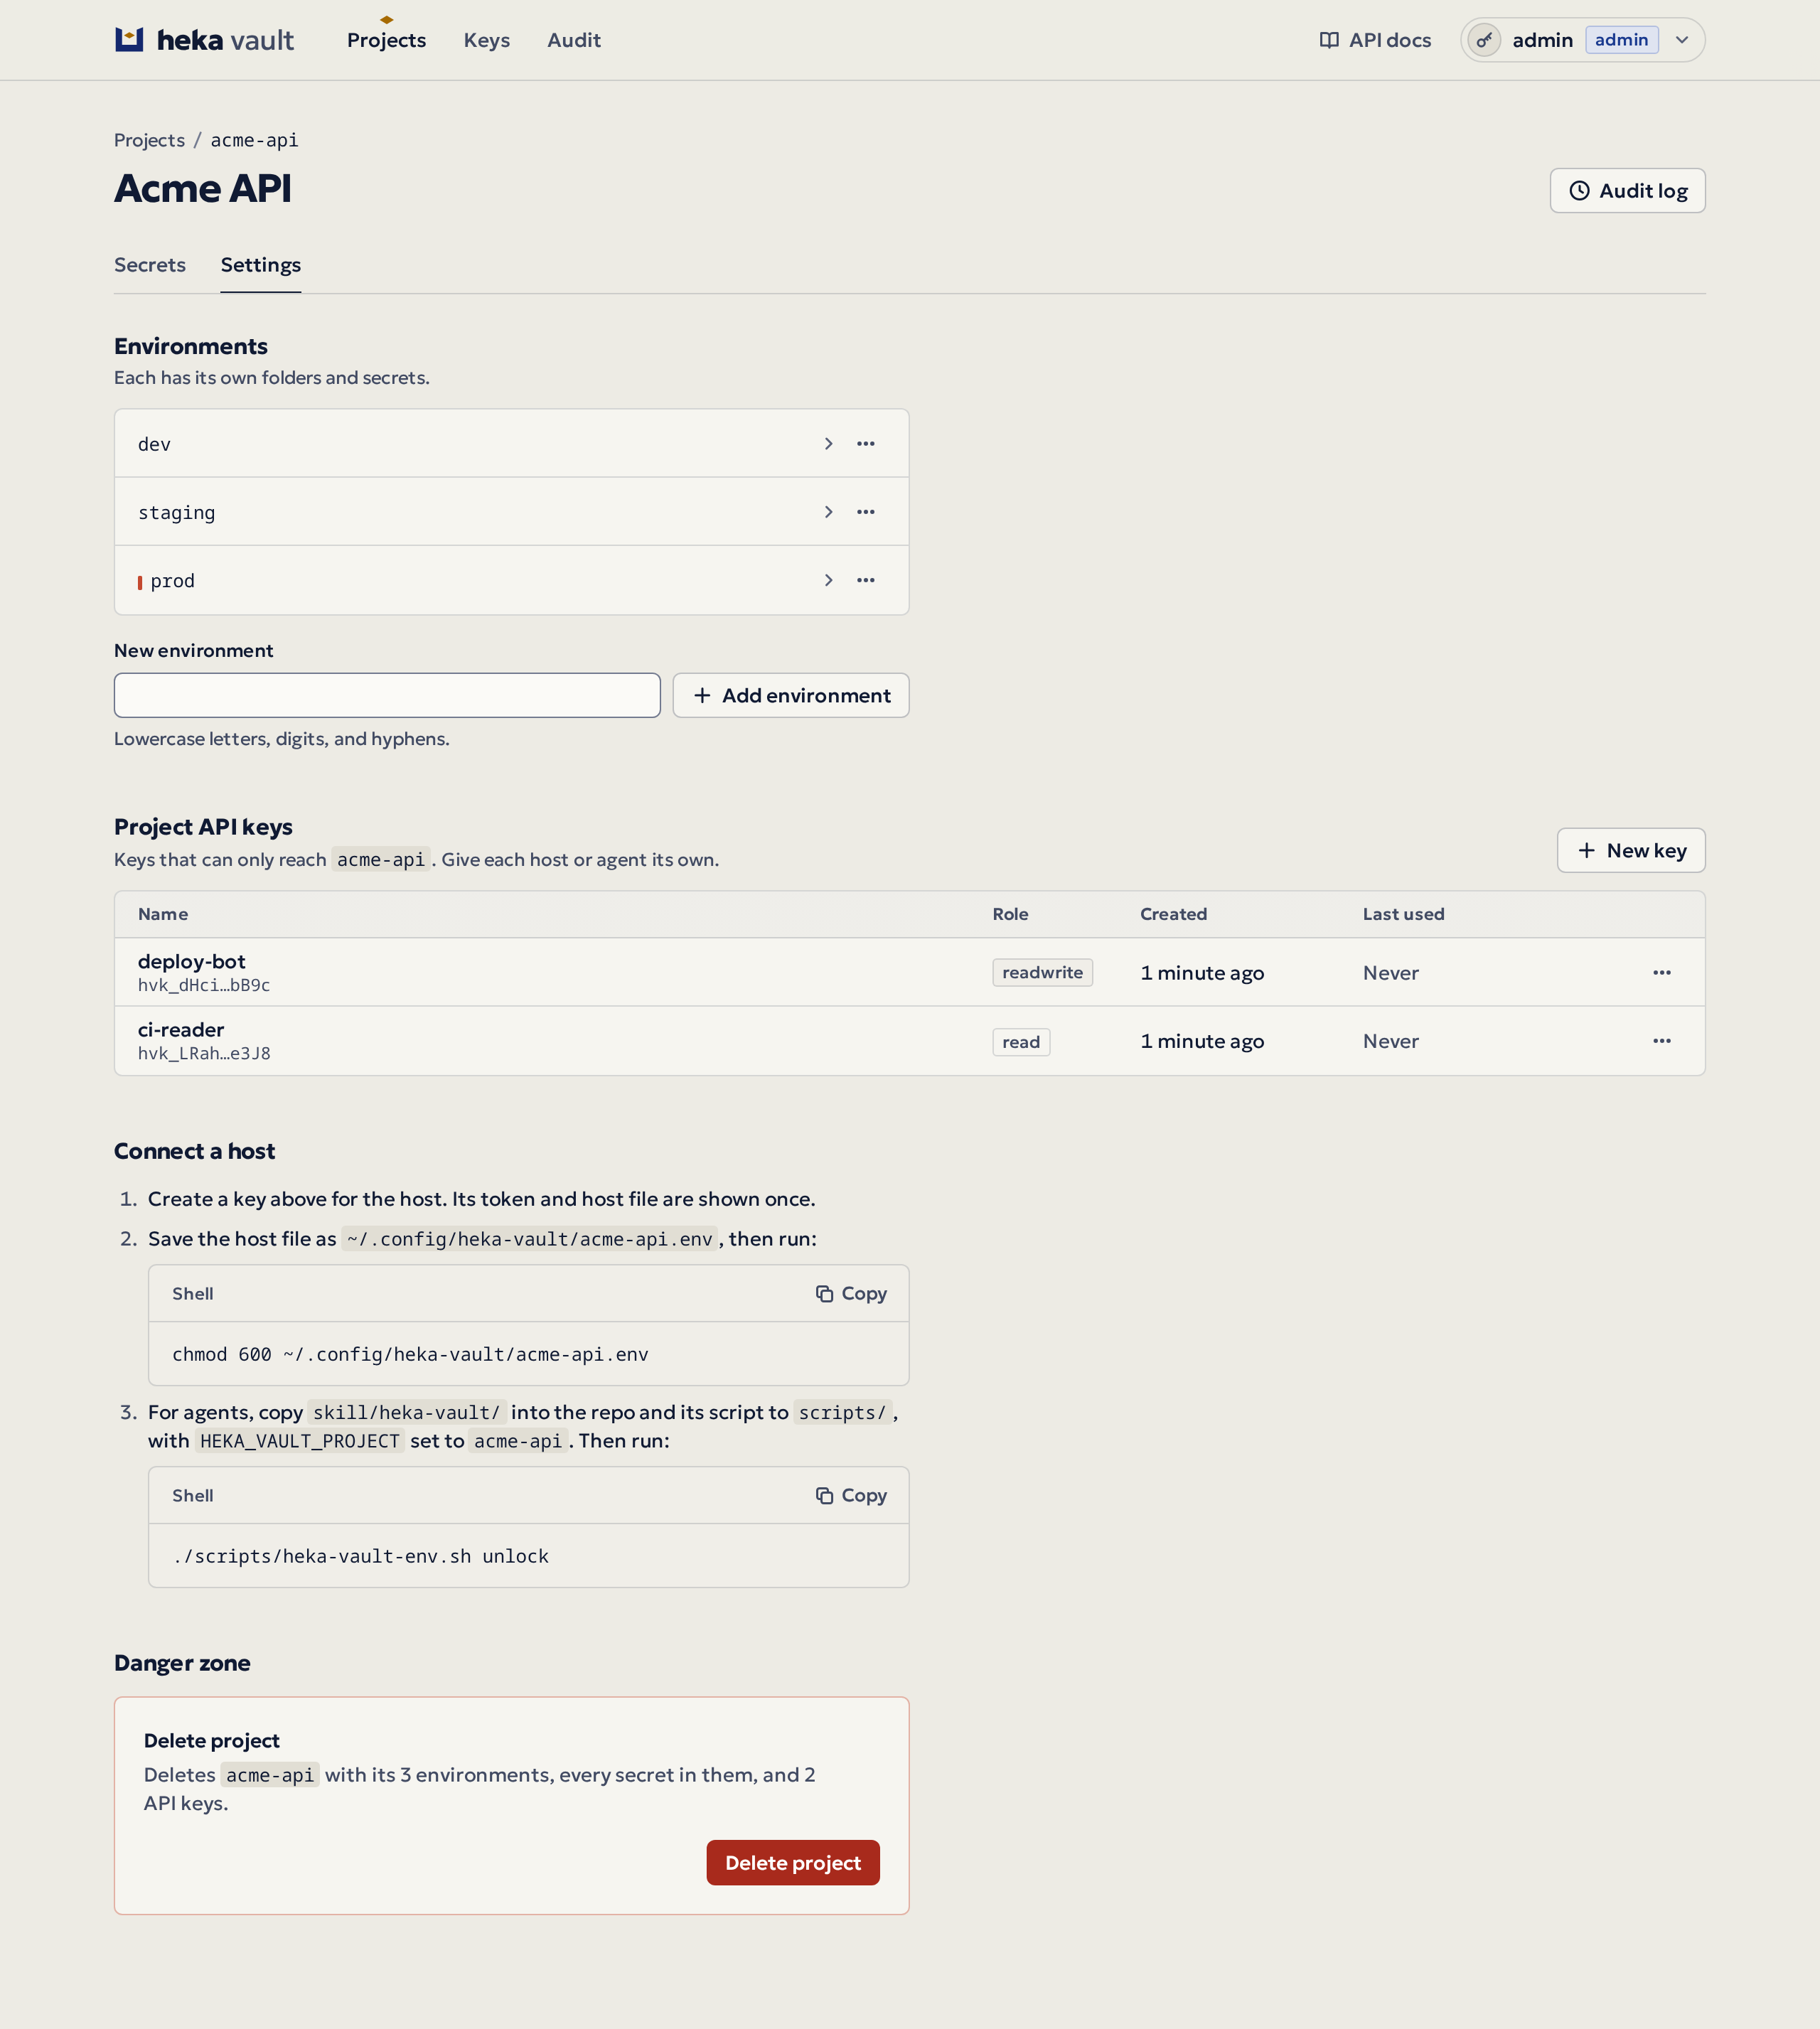 heka vault Projects Keys Audit API docs admin admin
Projects / acme-api
Acme API Audit log
Secrets Settings
Environments
Each has its own folders and secrets.
dev
staging
prod
New environment
+ Add environment
Lowercase letters, digits, and hyphens.
Project API keys
Keys that can only reach acme-api. Give each host or agent its own.
+ New key
Name Role Created Last used
deploy-bot
hvk_dHci…bB9c
readwrite 1 minute ago Never
ci-reader
hvk_LRah…e3J8
read 1 minute ago Never
Connect a host
1. Create a key above for the host. Its token and host file are shown once.
2. Save the host file as ~/.config/heka-vault/acme-api.env, then run:
Shell Copy
chmod 600 ~/.config/heka-vault/acme-api.env
3. For agents, copy skill/heka-vault/ into the repo and its script to scripts/,
with HEKA_VAULT_PROJECT set to acme-api. Then run:
Shell Copy
./scripts/heka-vault-env.sh unlock
Danger zone
Delete project
Deletes acme-api with its 3 environments, every secret in them, and 2
API keys.
Delete project